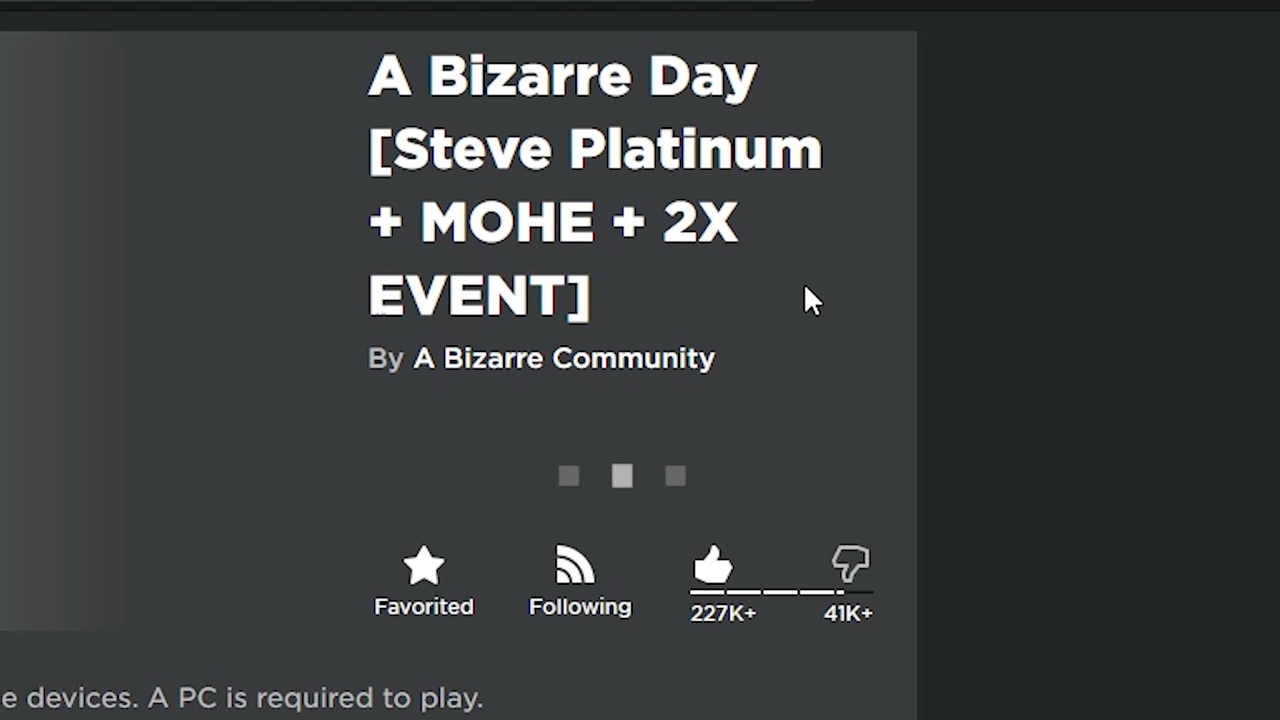 A Bizarre Day
[Steve Platinum
+ MOHE + 2X
EVENT]
By A Bizarre Community
Favorited Following 227K+ 41K+
e devices. A PC is required to play.